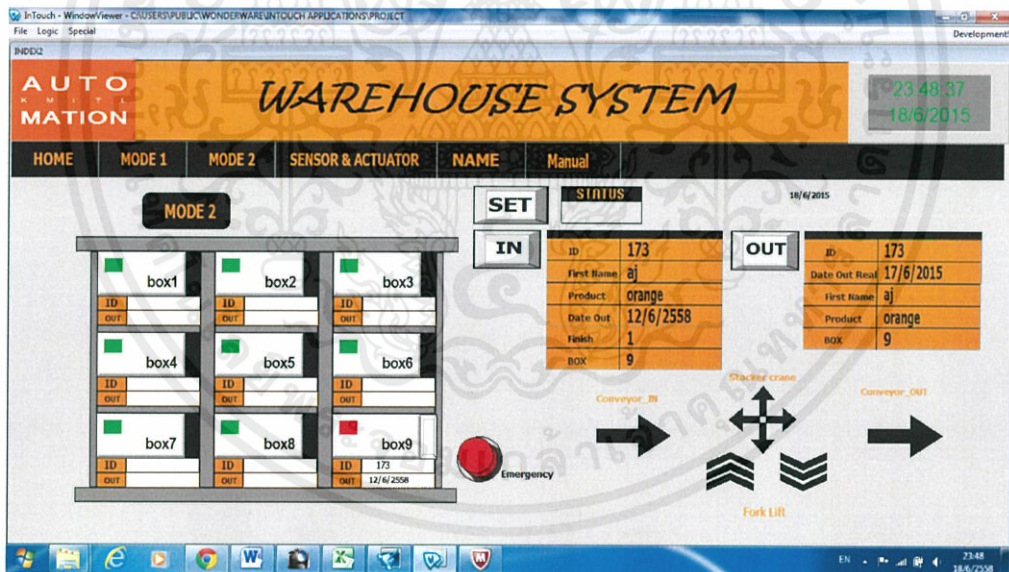 InTouch - WindowViewer - C:\USERS\PUBLIC\WONDERWARE\INTOUCH APPLICATIONS\PROJECT
File Logic Special
Development!
INDEX2
AUTO
KMITL
MATION
WAREHOUSE SYSTEM
23:48:37
18/6/2015
HOME MODE 1 MODE 2 SENSOR & ACTUATOR NAME Manual
MODE 2
SET
STATUS
18/6/2015
IN
ID 173
First Name aj
Product orange
Date Out 12/6/2558
Finish 1
BOX 9
OUT
ID 173
Date Out Real 17/6/2015
First Name aj
Product orange
BOX 9
box1 box2 box3
ID ID ID
OUT OUT OUT
box4 box5 box6
ID ID ID
OUT OUT OUT
box7 box8 box9
ID ID ID 173
OUT OUT OUT 12/6/2558
Emergency
Conveyor_IN
Stacker crane
Conveyor_OUT
Fork Lift
EN
23:48
18/6/2558